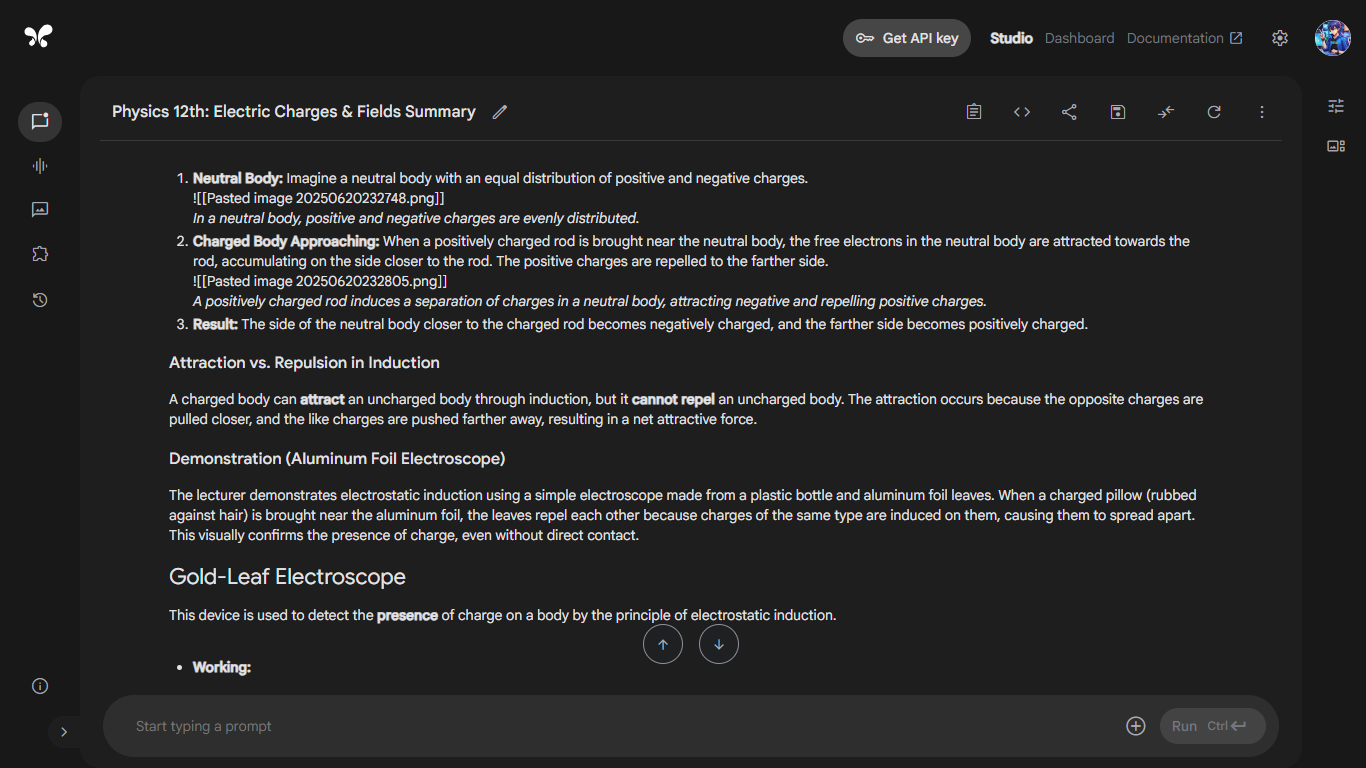 Get API key
Studio
Dashboard
Documentation
Physics 12th: Electric Charges & Fields Summary
1. Neutral Body: Imagine a neutral body with an equal distribution of positive and negative charges.
![[Pasted image 20250620232748.png]]
In a neutral body, positive and negative charges are evenly distributed.
2. Charged Body Approaching: When a positively charged rod is brought near the neutral body, the free electrons in the neutral body are attracted towards the
rod, accumulating on the side closer to the rod. The positive charges are repelled to the farther side.
![[Pasted image 20250620232805.png]]
A positively charged rod induces a separation of charges in a neutral body, attracting negative and repelling positive charges.
3. Result: The side of the neutral body closer to the charged rod becomes negatively charged, and the farther side becomes positively charged.
Attraction vs. Repulsion in Induction
A charged body can attract an uncharged body through induction, but it cannot repel an uncharged body. The attraction occurs because the opposite charges are
pulled closer, and the like charges are pushed farther away, resulting in a net attractive force.
Demonstration (Aluminum Foil Electroscope)
The lecturer demonstrates electrostatic induction using a simple electroscope made from a plastic bottle and aluminum foil leaves. When a charged pillow (rubbed
against hair) is brought near the aluminum foil, the leaves repel each other because charges of the same type are induced on them, causing them to spread apart.
This visually confirms the presence of charge, even without direct contact.
Gold-Leaf Electroscope
This device is used to detect the presence of charge on a body by the principle of electrostatic induction.
• Working:
Start typing a prompt
Run Ctrl